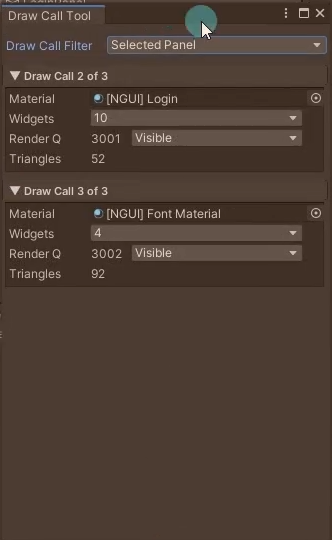 Draw Call Tool
Draw Call Filter Selected Panel
Draw Call 2 of 3
Material [NGUI] Login
Widgets 10
Render Q 3001 Visible
Triangles 52
Draw Call 3 of 3
Material [NGUI] Font Material
Widgets 4
Render Q 3002 Visible
Triangles 92